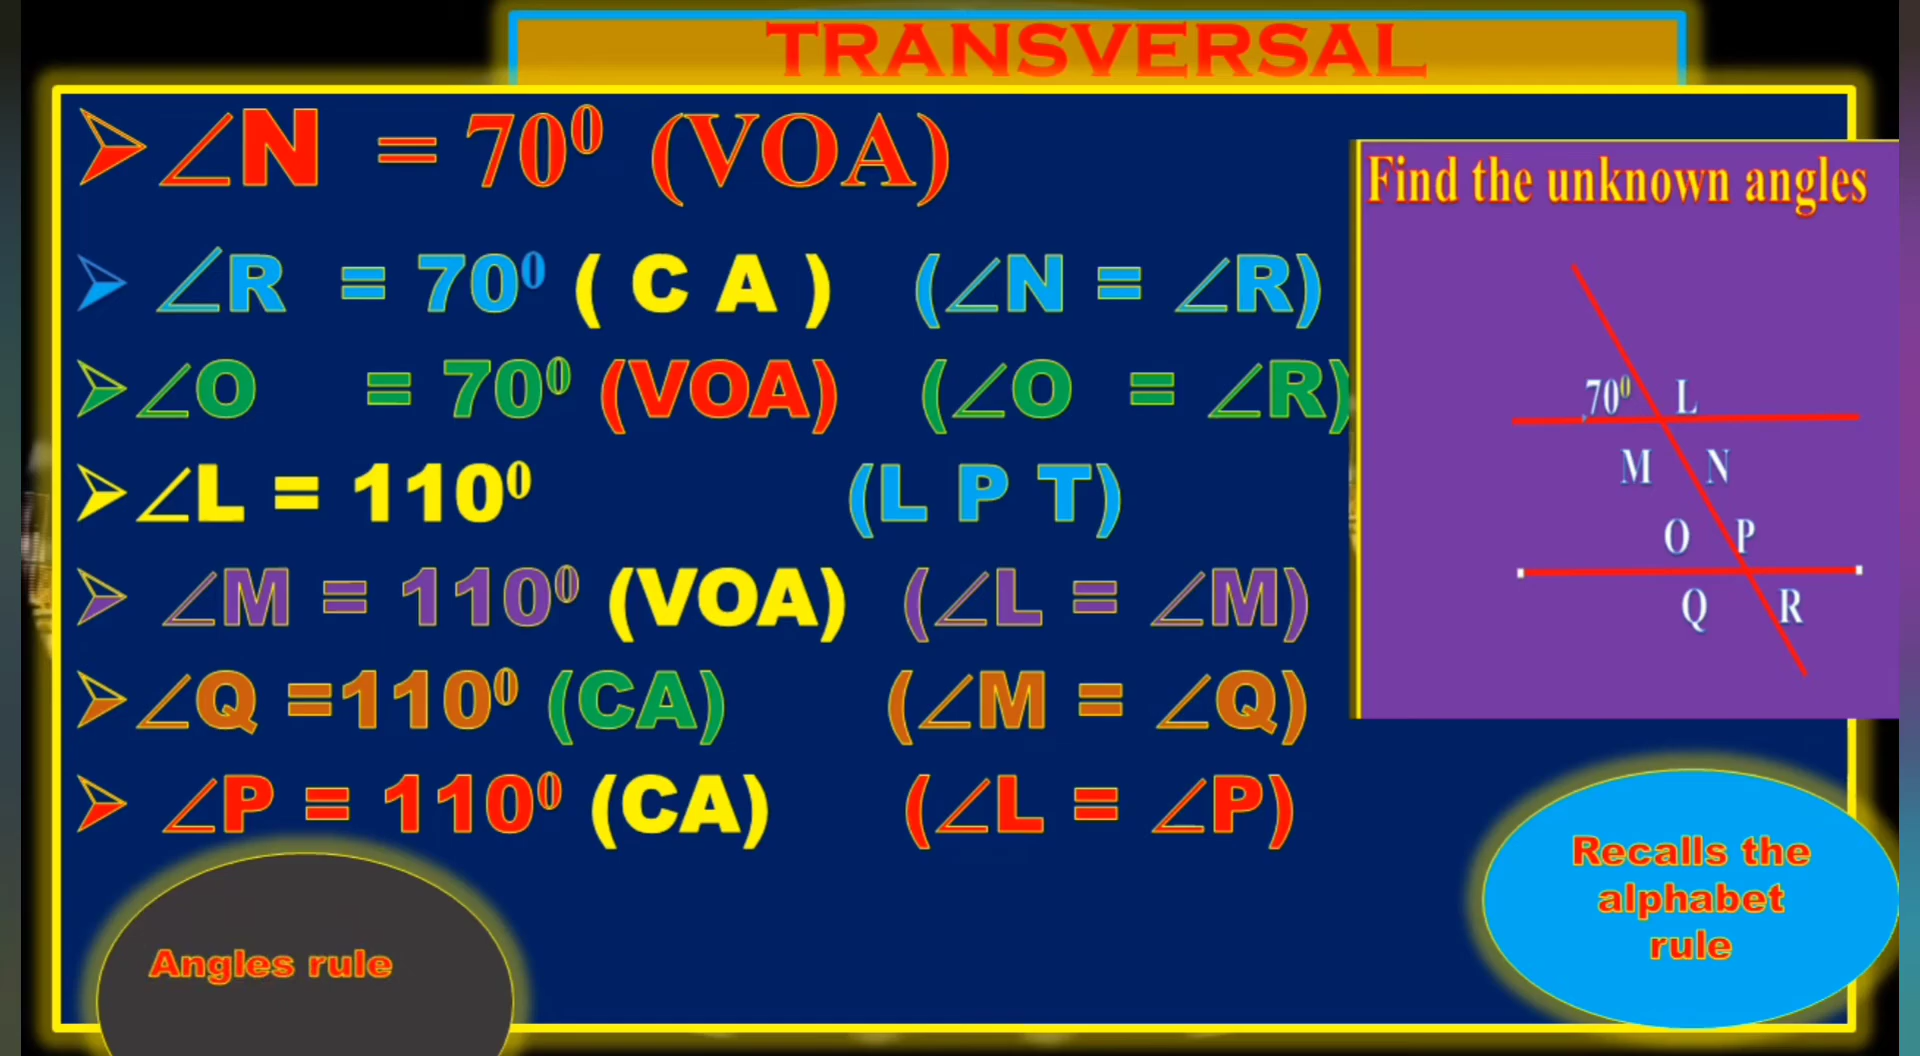 TRANSVERSAL
∠N = 70⁰ (VOA)
∠R = 70⁰ ( C A ) (∠N = ∠R)
∠O = 70⁰ (VOA) (∠O = ∠R)
∠L = 110⁰ (L P T)
∠M = 110⁰ (VOA) (∠L = ∠M)
∠Q =110⁰ (CA) (∠M = ∠Q)
∠P = 110⁰ (CA) (∠L = ∠P)
Find the unknown angles
70⁰ L
M N
O P
Q R
Angles rule
Recalls the
alphabet
rule